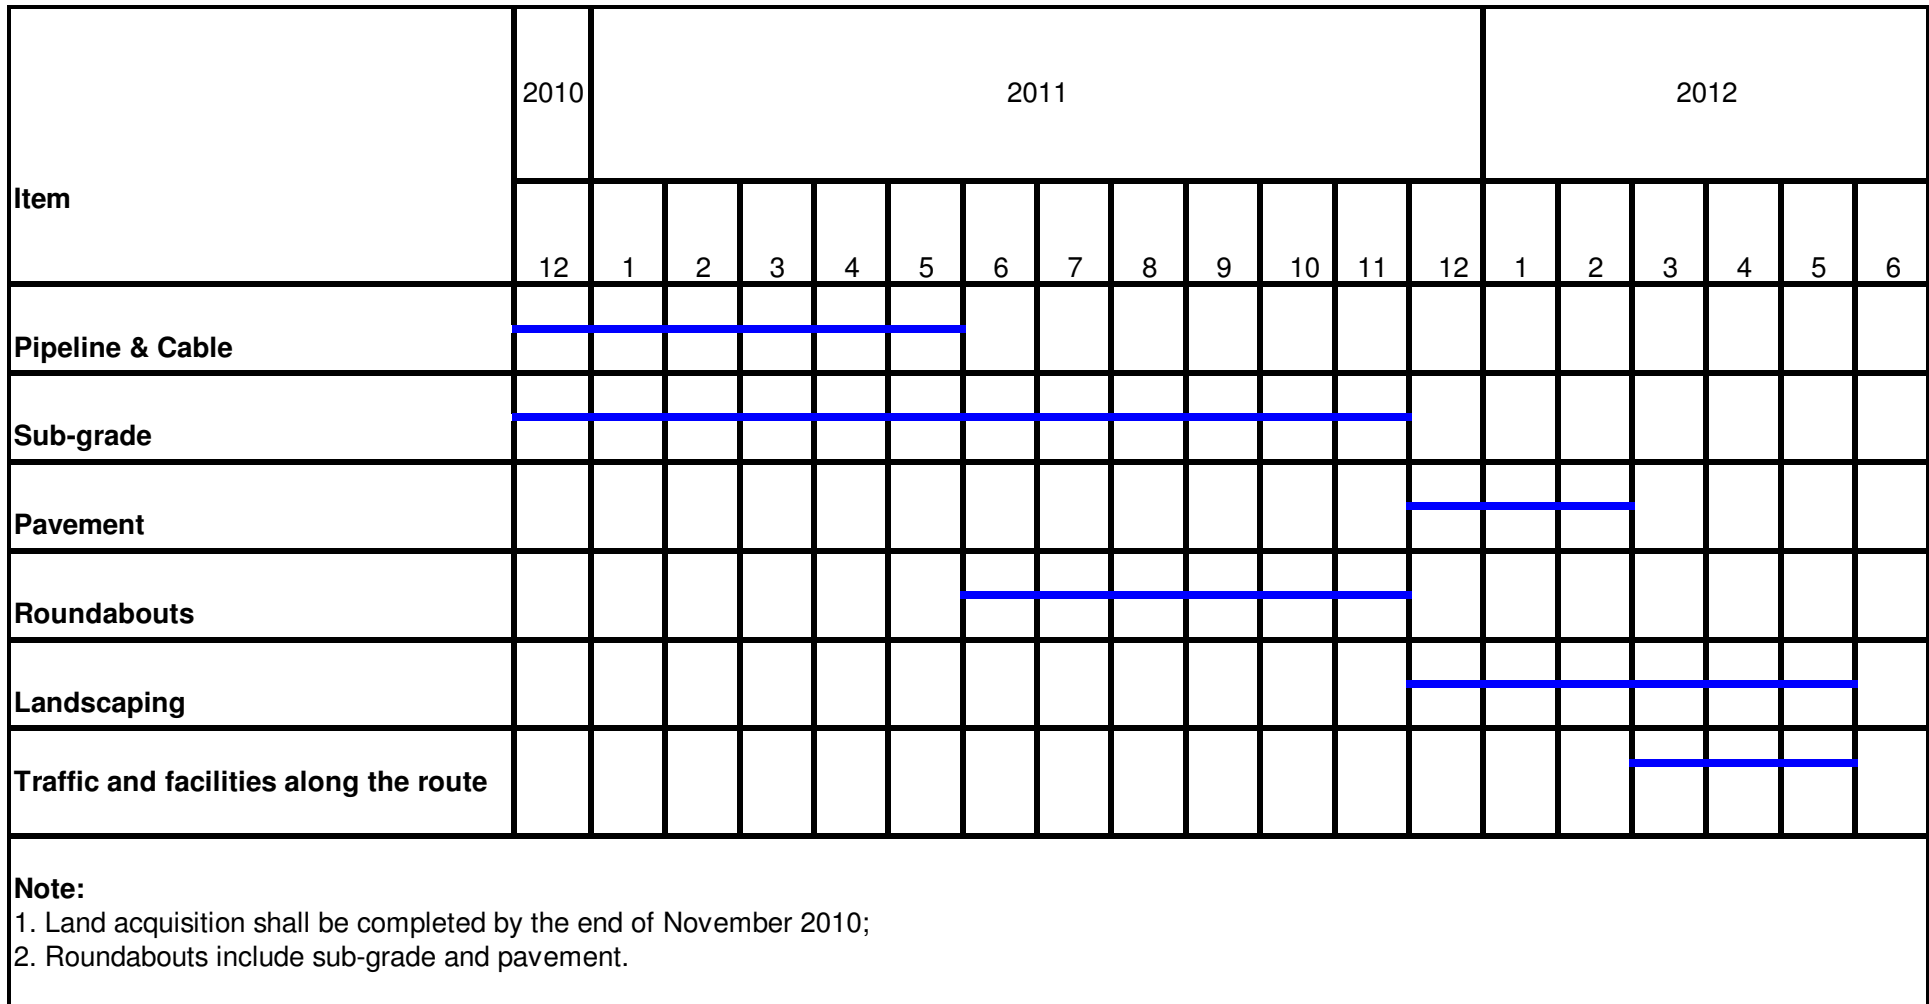 2010 2011 2012
Item
12 1 2 3 4 5 6 7 8 9 10 11 12 1 2 3 4 5 6
Pipeline & Cable
Sub-grade
Pavement
Roundabouts
Landscaping
Traffic and facilities along the route
Note:
1. Land acquisition shall be completed by the end of November 2010;
2. Roundabouts include sub-grade and pavement.